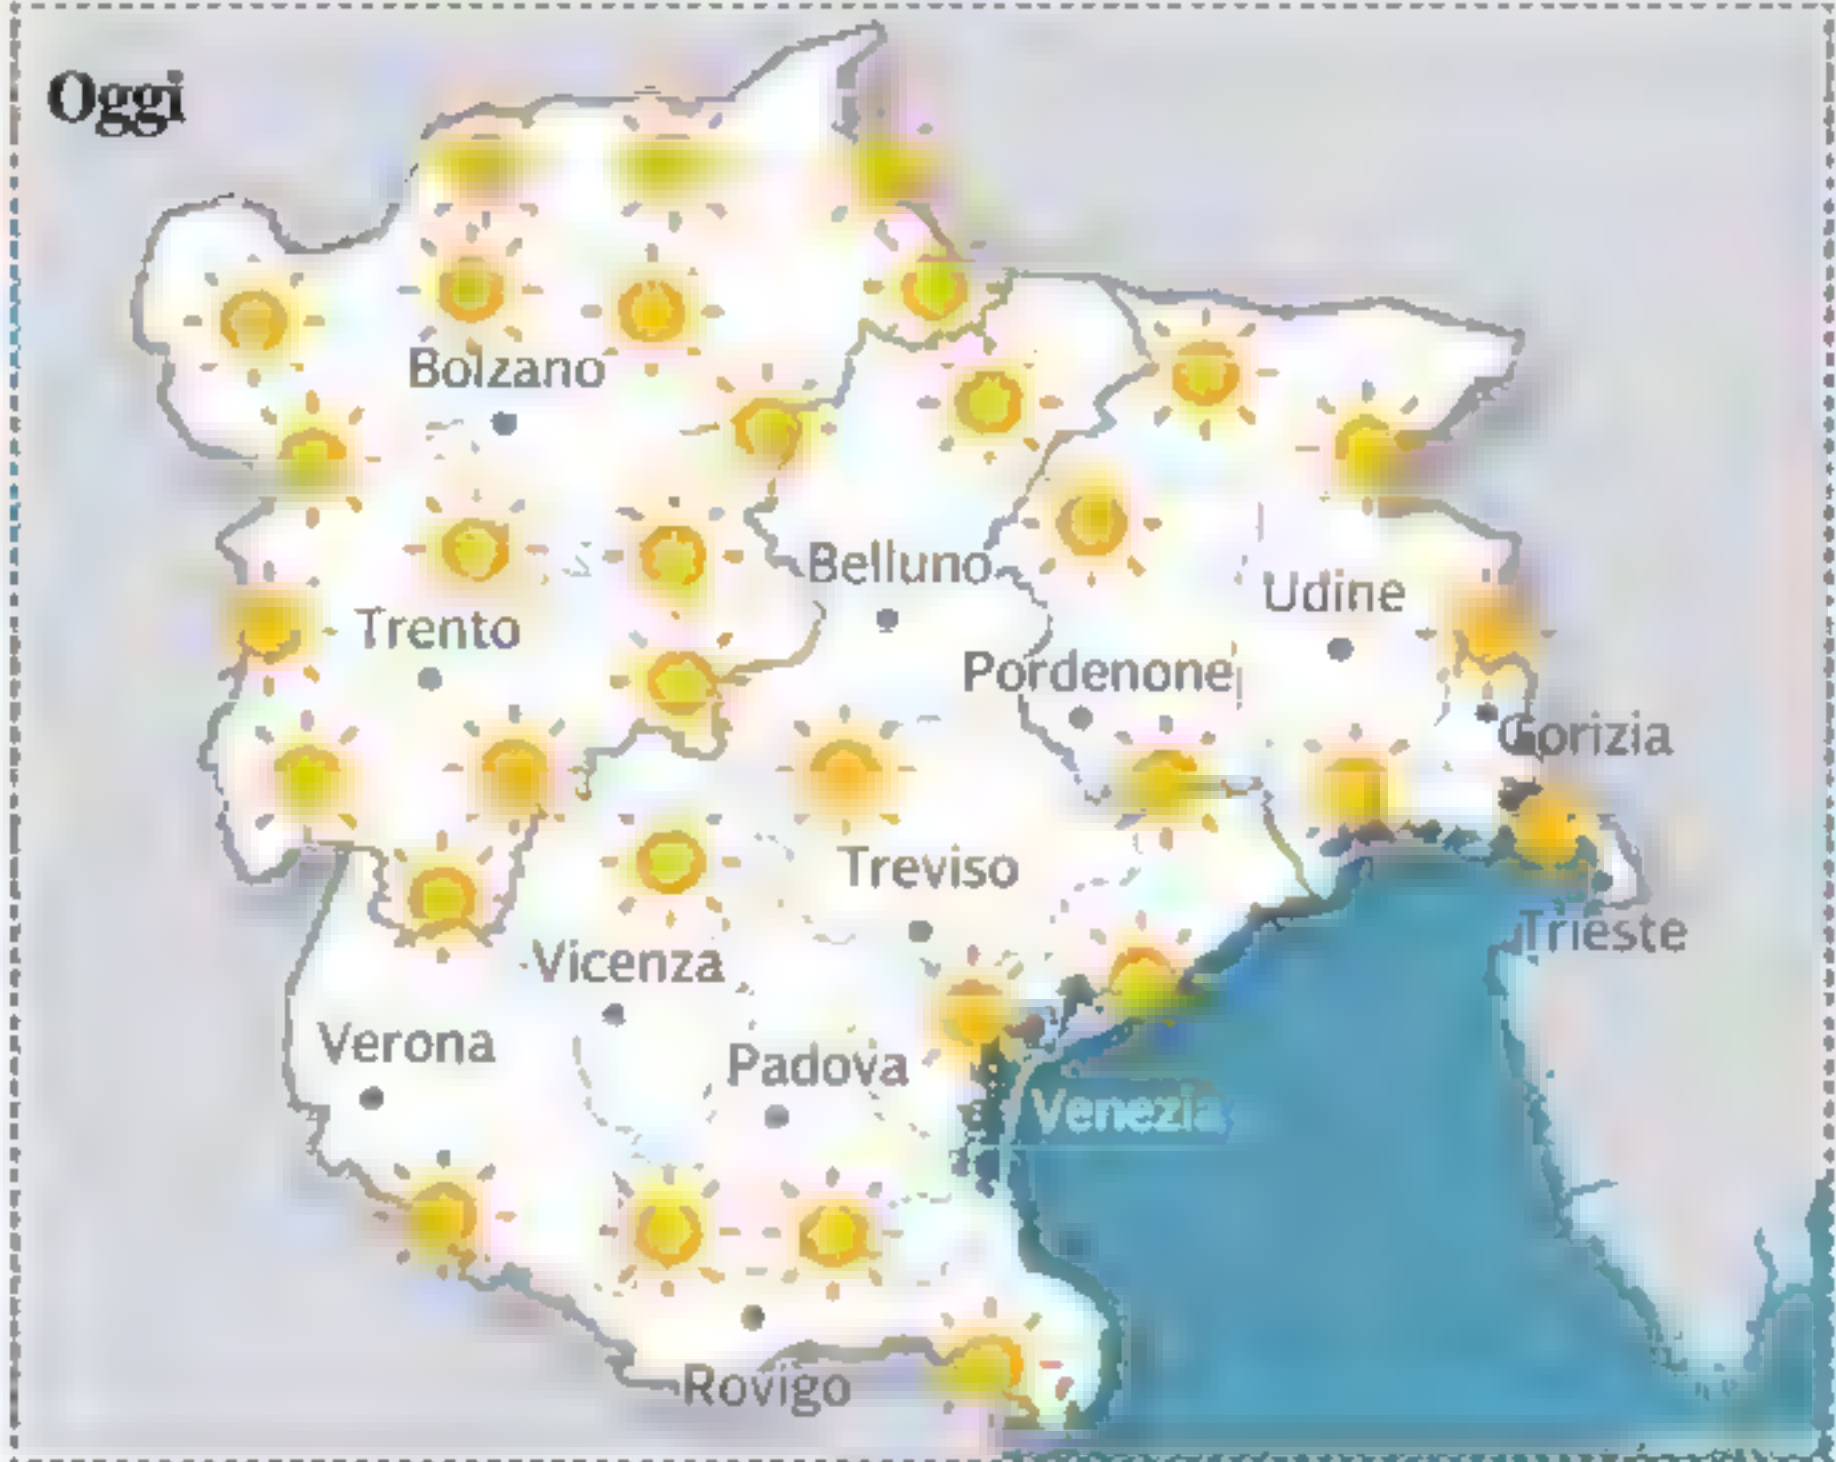 Oggi
Bolzano
Belluno
Udine
Trento
Pordenone
Gorizia
Treviso
Trieste
Vicenza
Verona
Padova
Venezia
Rovigo